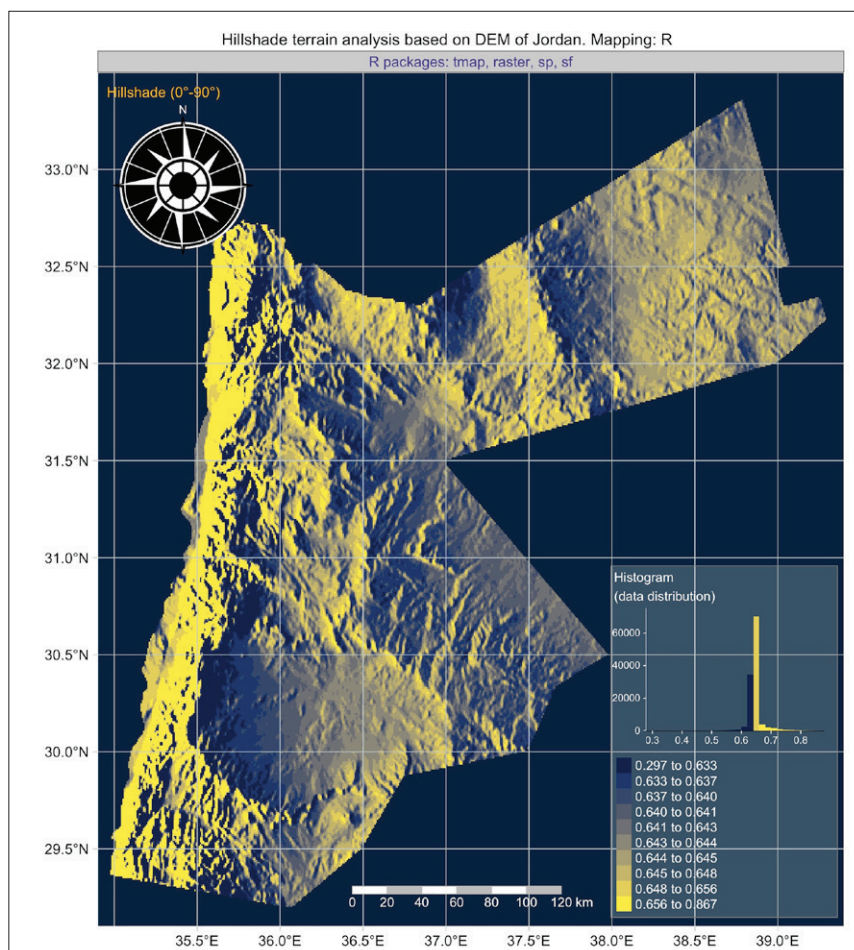 Hillshade terrain analysis based on DEM of Jordan. Mapping: R
R packages: tmap, raster, sp, sf
Hillshade (0°-90°)
N
33.0°N
32.5°N
32.0°N
31.5°N
31.0°N
30.5°N
30.0°N
29.5°N
Histogram
(data distribution)
60000
40000
20000
0
0.3 0.4 0.5 0.6 0.7 0.8
0.297 to 0.633
0.633 to 0.637
0.637 to 0.640
0.640 to 0.641
0.641 to 0.643
0.643 to 0.644
0.644 to 0.645
0.645 to 0.648
0.648 to 0.656
0.656 to 0.867
0 20 40 60 80 100 120 km
35.5°E 36.0°E 36.5°E 37.0°E 37.5°E 38.0°E 38.5°E 39.0°E